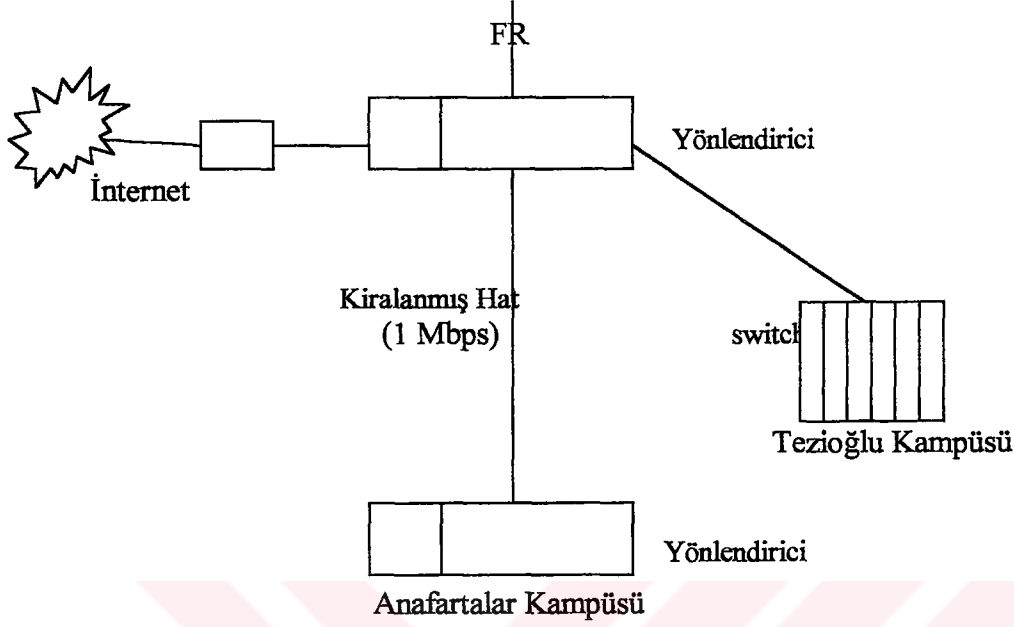 FR
Yönlendirici
İnternet
Kiralanmış Hat
(1 Mbps)
switch
Tezioğlu Kampüsü
Yönlendirici
Anafartalar Kampüsü